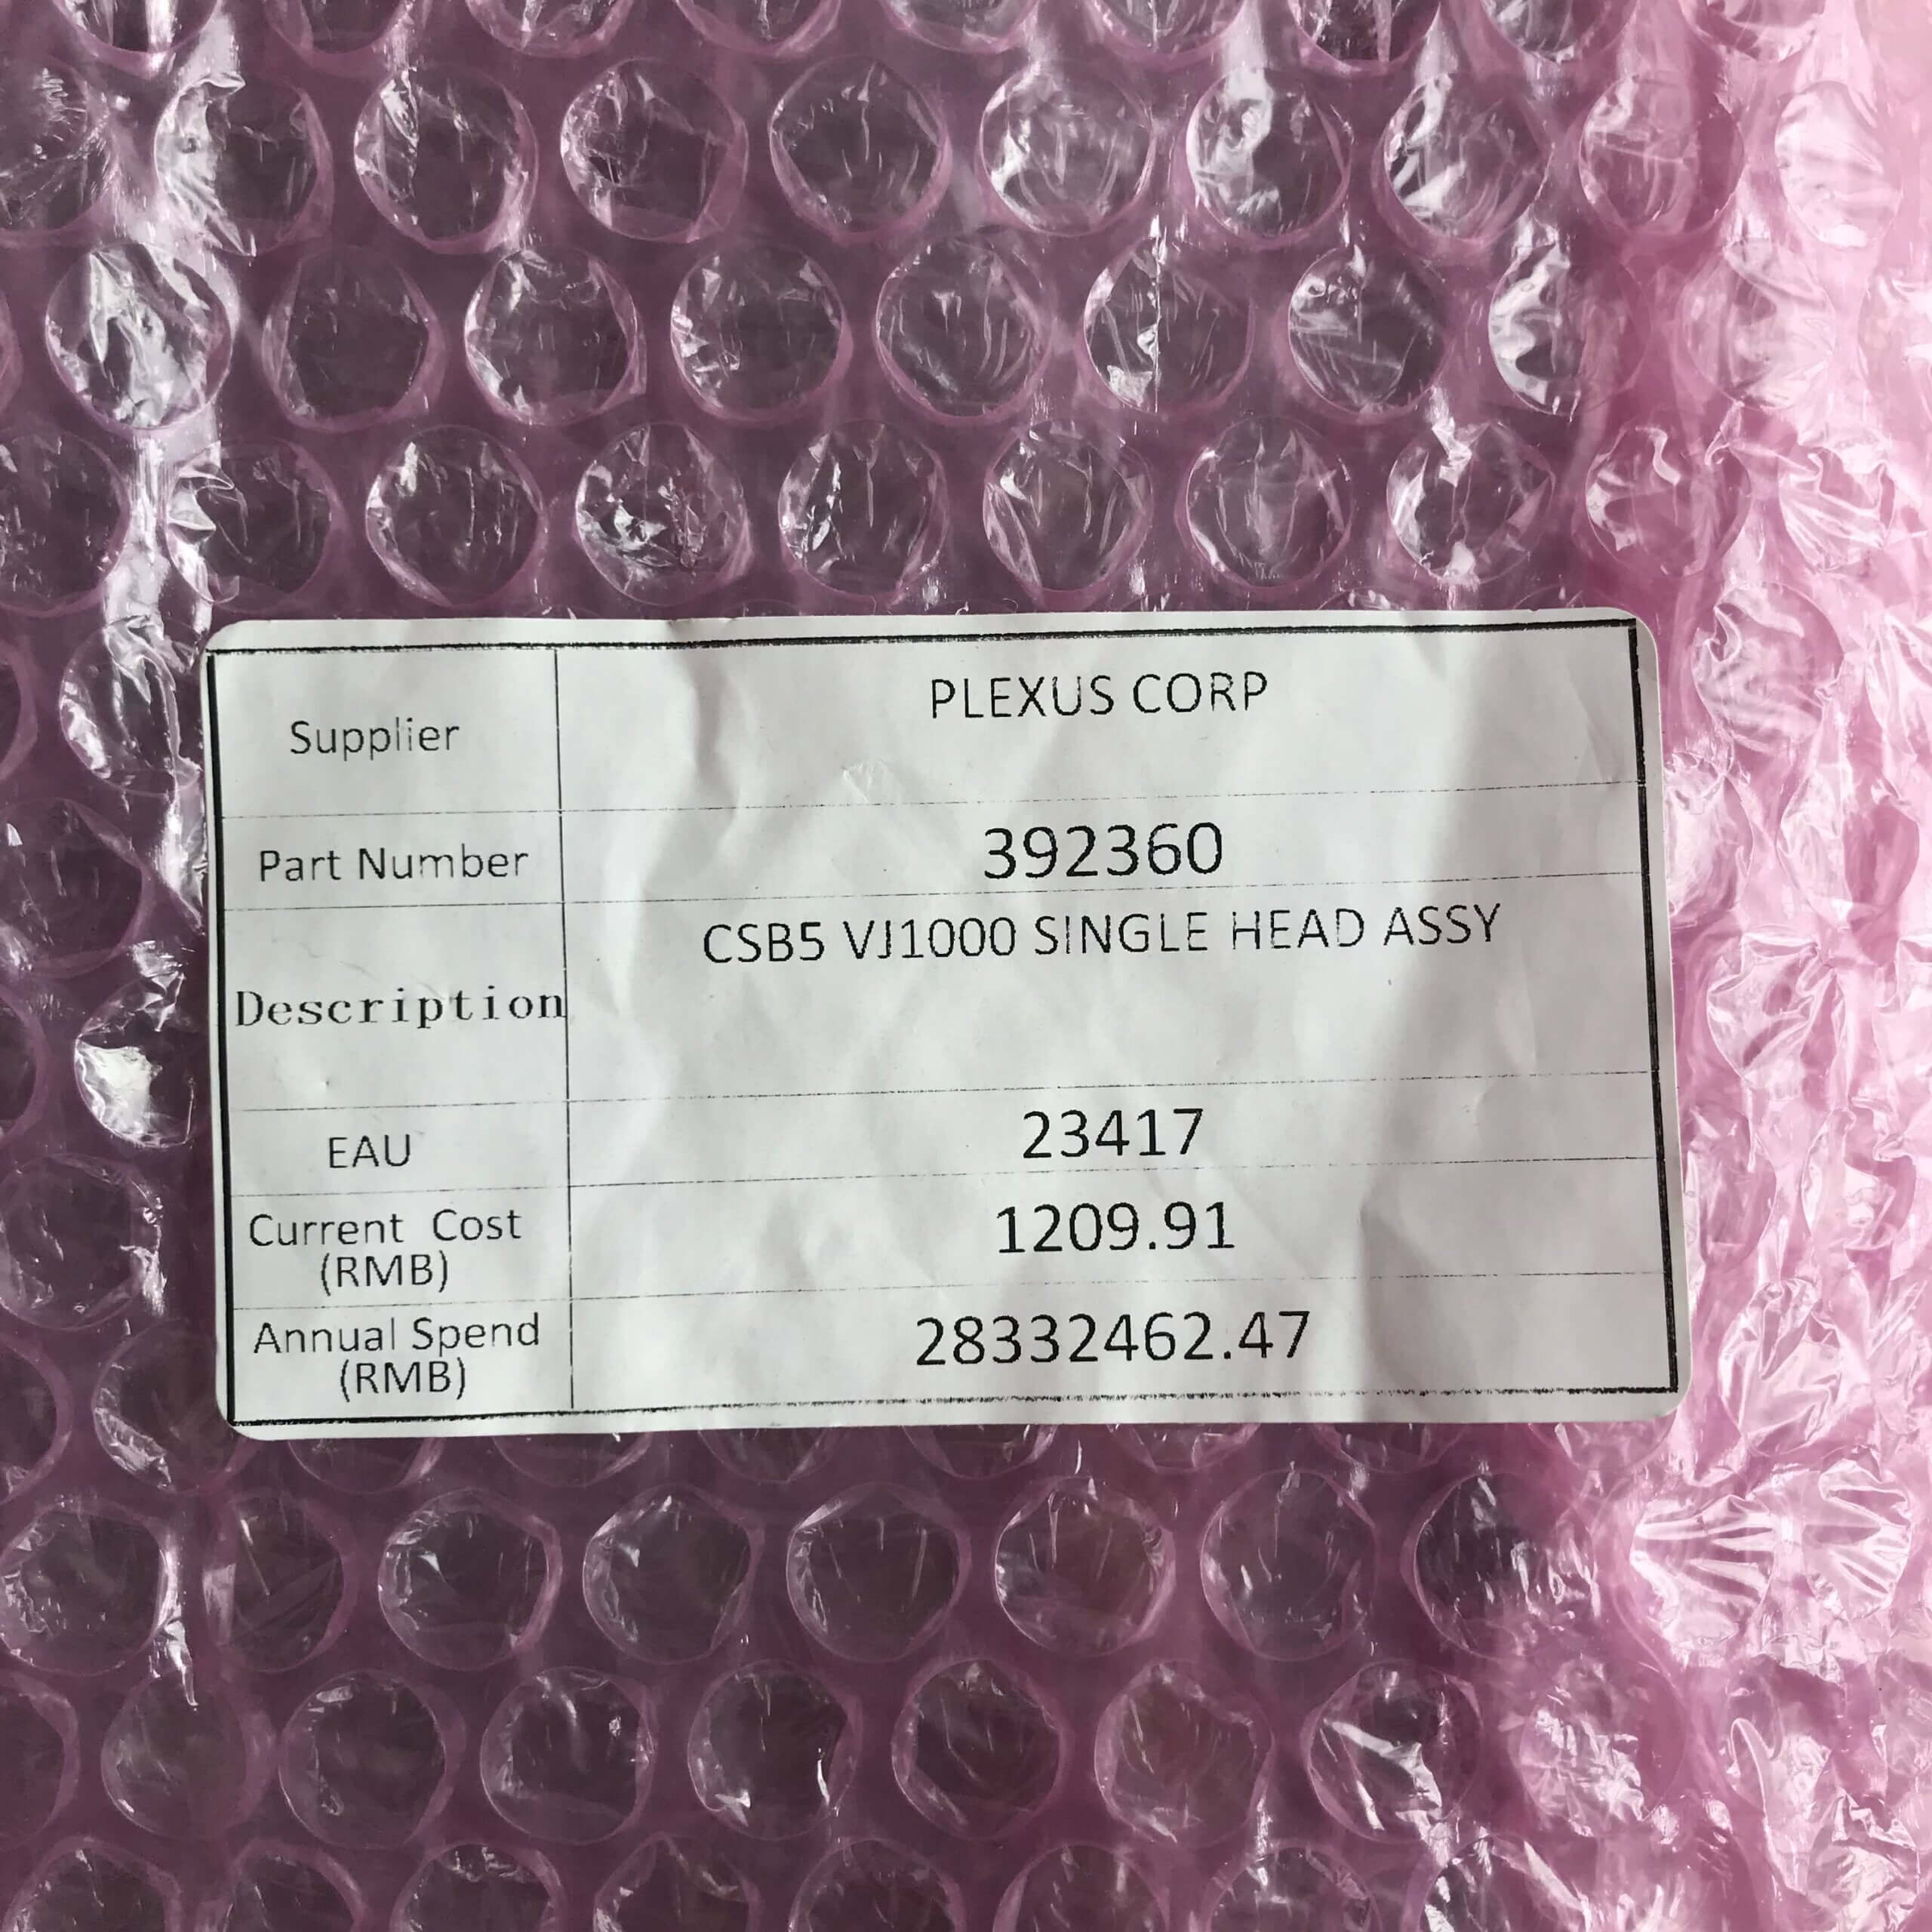 Supplier PLEXUS CORP
Part Number 392360
Description CSB5 VJ1000 SINGLE HEAD ASSY
EAU 23417
Current Cost
(RMB) 1209.91
Annual Spend
(RMB) 28332462.47